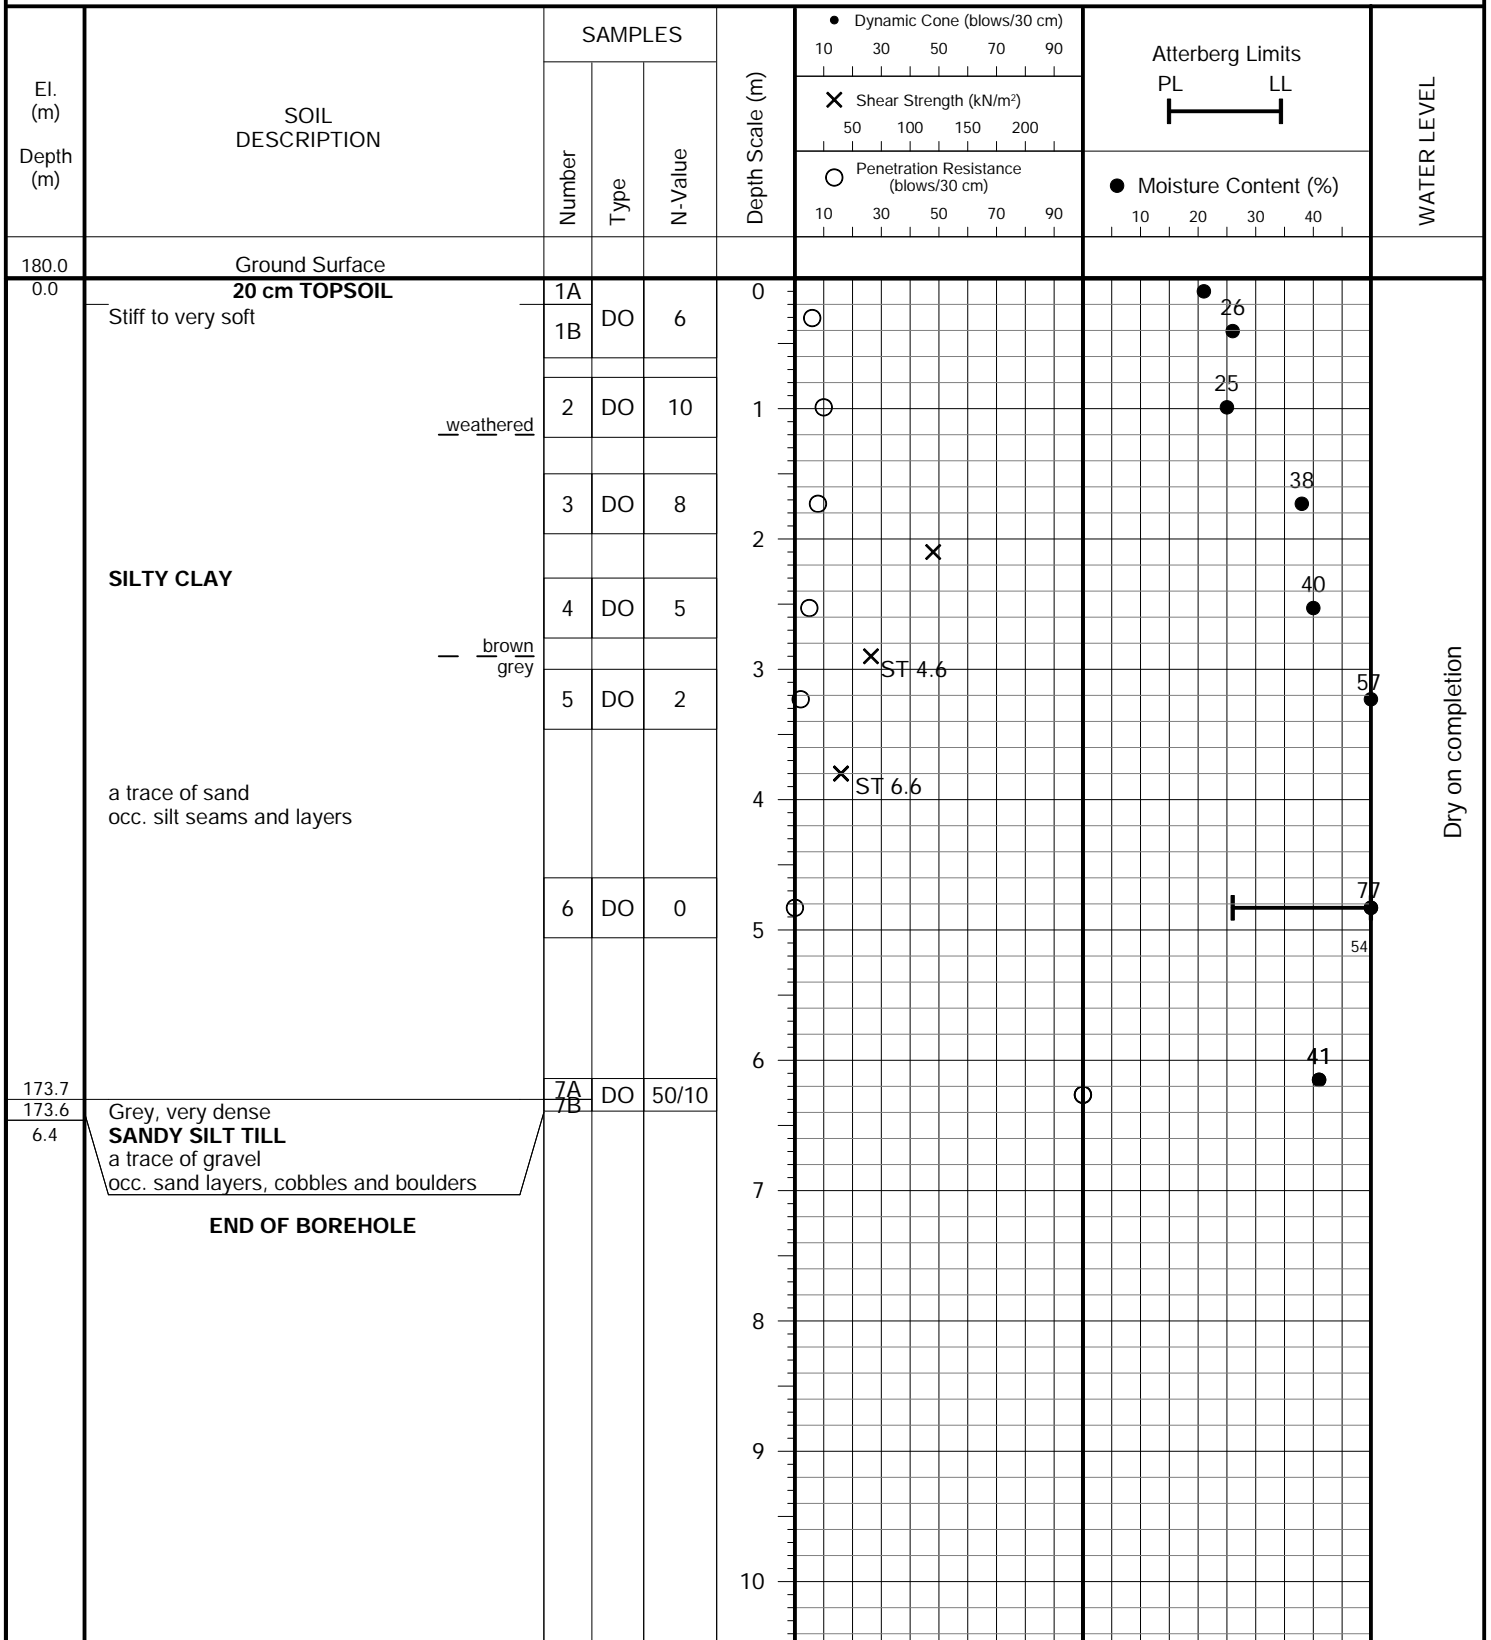 El.
(m)
Depth
(m)
SOIL
DESCRIPTION
SAMPLES
Number
Type
N-Value
Depth Scale (m)
Dynamic Cone (blows/30 cm)
10 30 50 70 90
Shear Strength (kN/m²)
50 100 150 200
Penetration Resistance
(blows/30 cm)
10 30 50 70 90
Atterberg Limits
PL LL
Moisture Content (%)
10 20 30 40
WATER LEVEL
180.0 Ground Surface
0.0 20 cm TOPSOIL 1A 0
26
Stiff to very soft 1B DO 6
25
2 DO 10 1
weathered
38
3 DO 8
2
SILTY CLAY
40
4 DO 5
brown
grey
3 ST 4.6
57
5 DO 2
ST 6.6
a trace of sand
4
occ. silt seams and layers
Dry on completion
77
6 DO 0
5
54
6 41
173.7 7A DO 50/10
173.6 Grey, very dense 7B
6.4 SANDY SILT TILL
a trace of gravel
occ. sand layers, cobbles and boulders
7
END OF BOREHOLE
8
9
10